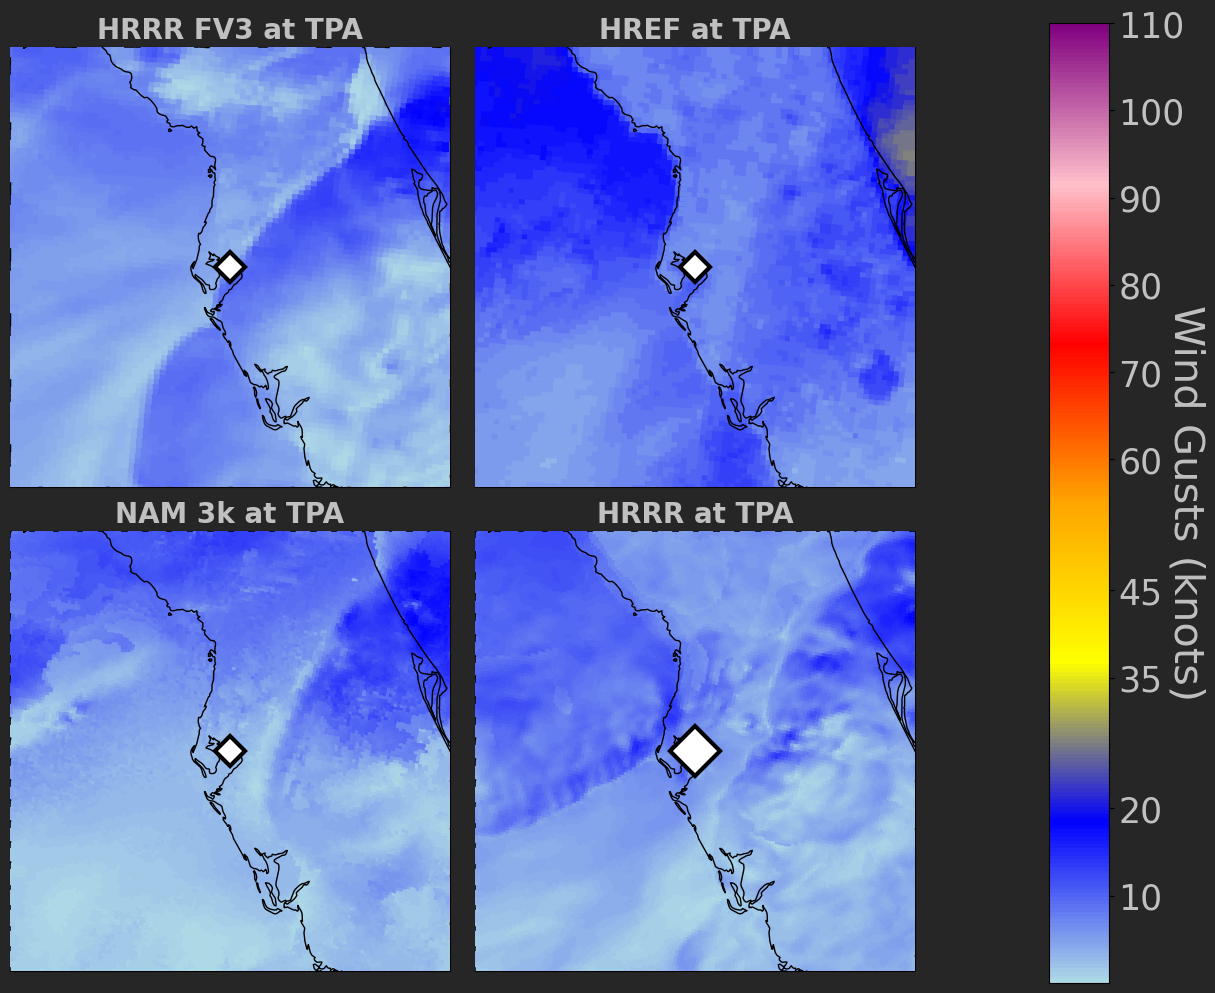 HRRR FV3 at TPA
HREF at TPA
NAM 3k at TPA
HRRR at TPA
110
100
90
80
70
60
45
35
20
10
Wind Gusts (knots)